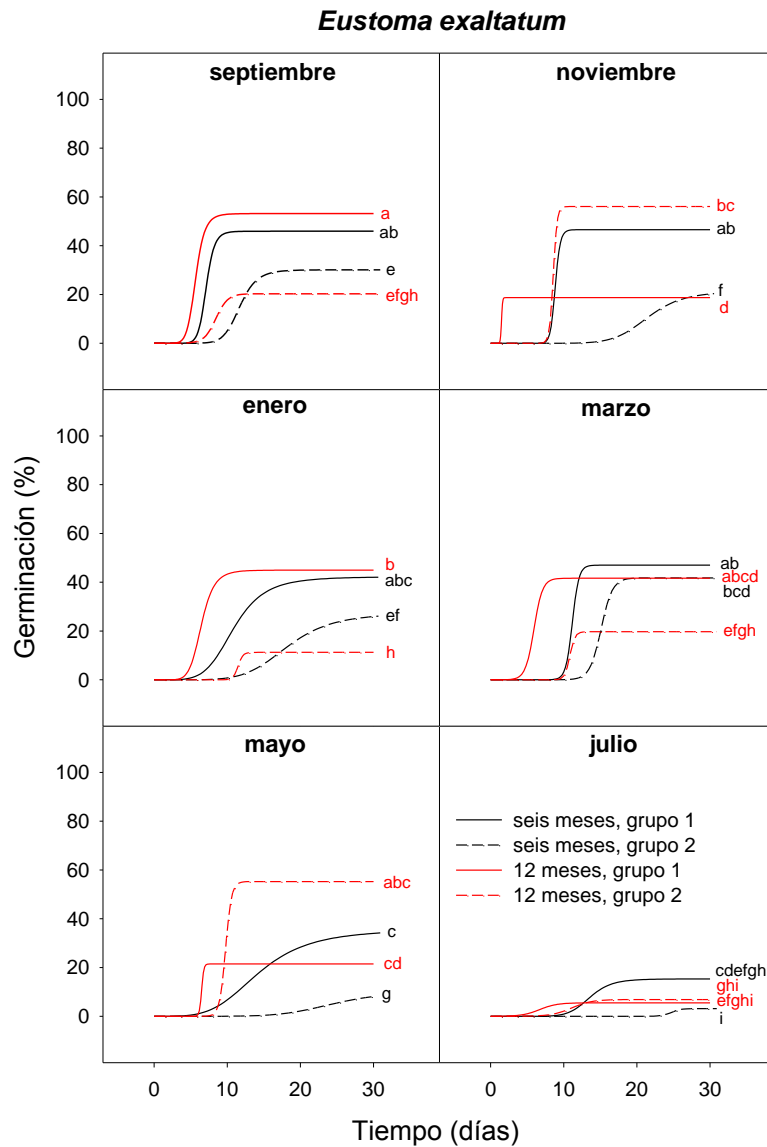 Eustoma exaltatum
septiembre
noviembre
100
80
60
40
20
0
a
ab
e
efgh
bc
ab
f
d
enero
marzo
100
80
60
40
20
0
b
abc
ef
h
ab
abcd
bcd
efgh
mayo
julio
100
80
60
40
20
0
abc
c
cd
g
seis meses, grupo 1
seis meses, grupo 2
12 meses, grupo 1
12 meses, grupo 2
cdefgh
ghi
efghi
i
0 10 20 30
0 10 20 30
Germinación (%)
Tiempo (días)